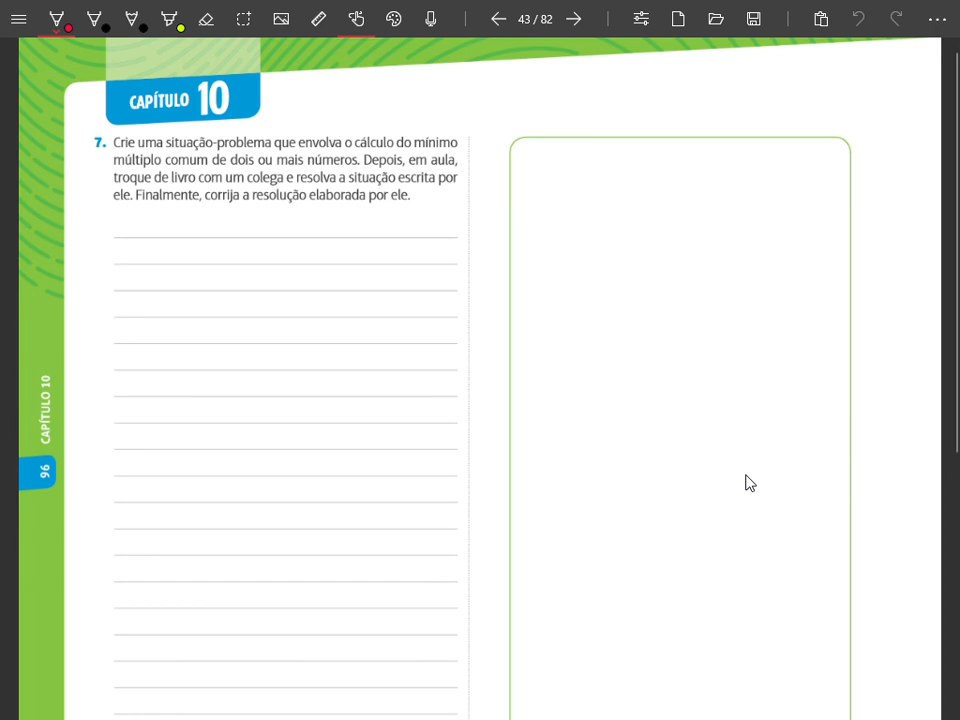 43 / 82
CAPÍTULO 10
7. Crie uma situação-problema que envolva o cálculo do mínimo
múltiplo comum de dois ou mais números. Depois, em aula,
troque de livro com um colega e resolva a situação escrita por
ele. Finalmente, corrija a resolução elaborada por ele.
CAPÍTULO 10
96